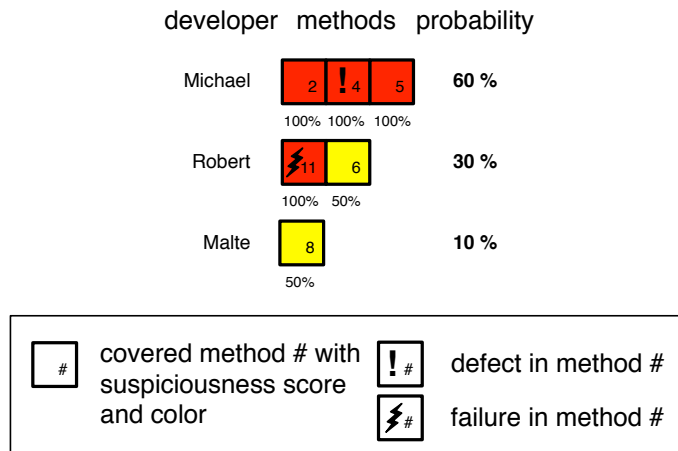 developer methods probability
Michael 2 ! 4 5 60 %
100% 100% 100%
Robert 11 6 30 %
100% 50%
Malte 8 10 %
50%
# covered method # with
suspiciousness score
and color
! # defect in method #
# failure in method #